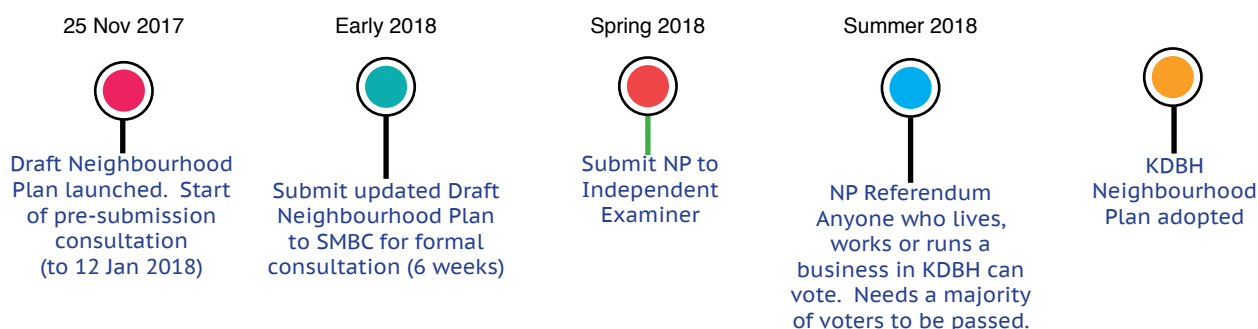 25 Nov 2017
Draft Neighbourhood
Plan launched.  Start
of pre-submission
consultation
(to 12 Jan 2018)
Early 2018
Submit updated Draft
Neighbourhood Plan
to SMBC for formal
consultation (6 weeks)
Spring 2018
Submit NP to
Independent
Examiner
Summer 2018
NP Referendum
Anyone who lives,
works or runs a
business in KDBH can
vote.  Needs a majority
of voters to be passed.
KDBH
Neighbourhood
Plan adopted